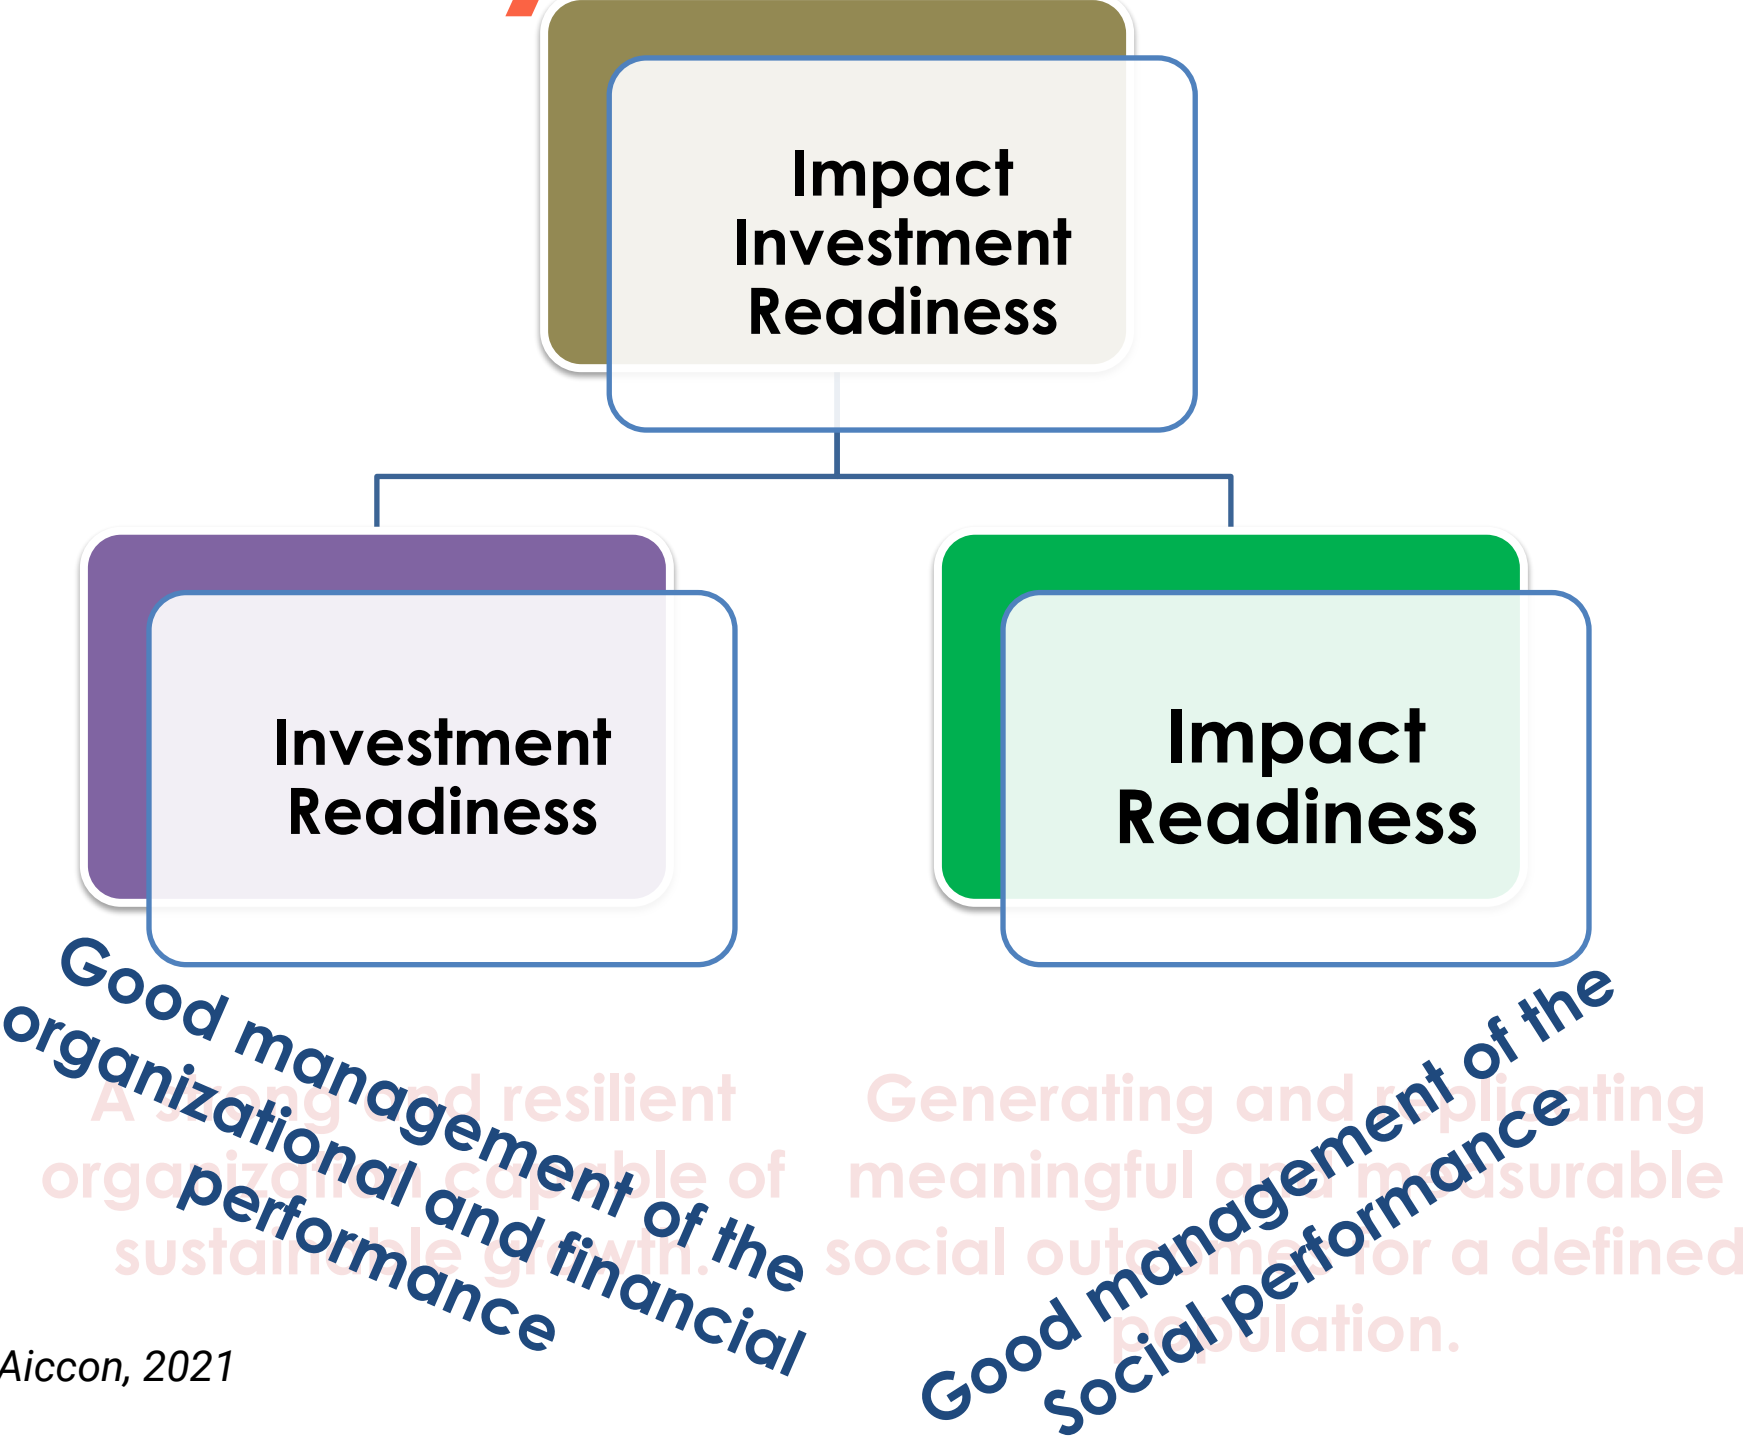 Impact
Investment
Readiness
Investment
Readiness
Impact
Readiness
Good management of the
organizational and financial
performance
A strong and resilient
organization capable of
sustainable growth.
Good management of the
Social performance
Generating and replicating
meaningful and measurable
social outcomes for a defined
population.
Aiccon, 2021